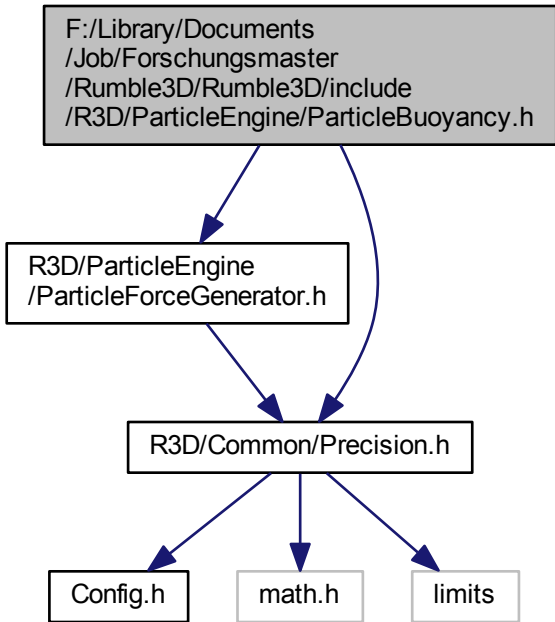 F:/Library/Documents
/Job/Forschungsmaster
/Rumble3D/Rumble3D/include
/R3D/ParticleEngine/ParticleBuoyancy.h
R3D/ParticleEngine
/ParticleForceGenerator.h
R3D/Common/Precision.h
Config.h
math.h
limits